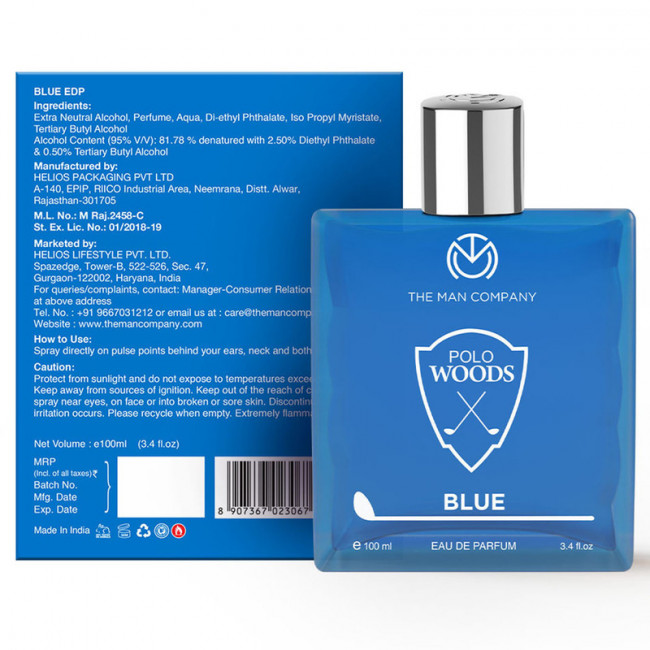 BLUE EDP
Ingredients:
Extra Neutral Alcohol, Perfume, Aqua, Di-ethyl Phthalate, Iso Propyl Myristate,
Tertiary Butyl Alcohol
Alcohol Content (95% V/V): 81.78 % denatured with 2.50% Diethyl Phthalate
& 0.50% Tertiary Butyl Alcohol
Manufactured by:
HELIOS PACKAGING PVT LTD
A-140, EPIP, RIICO Industrial Area, Neemrana, Distt. Alwar,
Rajasthan-301705
M.L. No.: M Raj.2458-C
St. Ex. Lic. No.: 01/2018-19
Marketed by:
HELIOS LIFESTYLE PVT. LTD.
Spazedge, Tower-B, 522-526, Sec. 47,
Gurgaon-122002, Haryana, India
For queries/complaints, contact: Manager-Consumer Relation
at above address
Tel. No. : +91 9667031212 or email us at : care@themancomp
Website : www.themancompany.com
How to Use:
Spray directly on pulse points behind your ears, neck and both
Caution:
Protect from sunlight and do not expose to temperatures excee
Keep away from sources of ignition. Keep out of the reach of c
spray near eyes, on face or into broken or sore skin. Discontin
irritation occurs. Please recycle when empty. Extremely flamma
Net Volume : e100ml (3.4 fl.oz)
MRP
(Incl. of all taxes)₹
Batch No.
Mfg. Date
Exp. Date
8 907367 023067
Made In India
TM
THE MAN COMPANY
POLO
WOODS
BLUE
e 100 ml EAU DE PARFUM 3.4 fl.oz